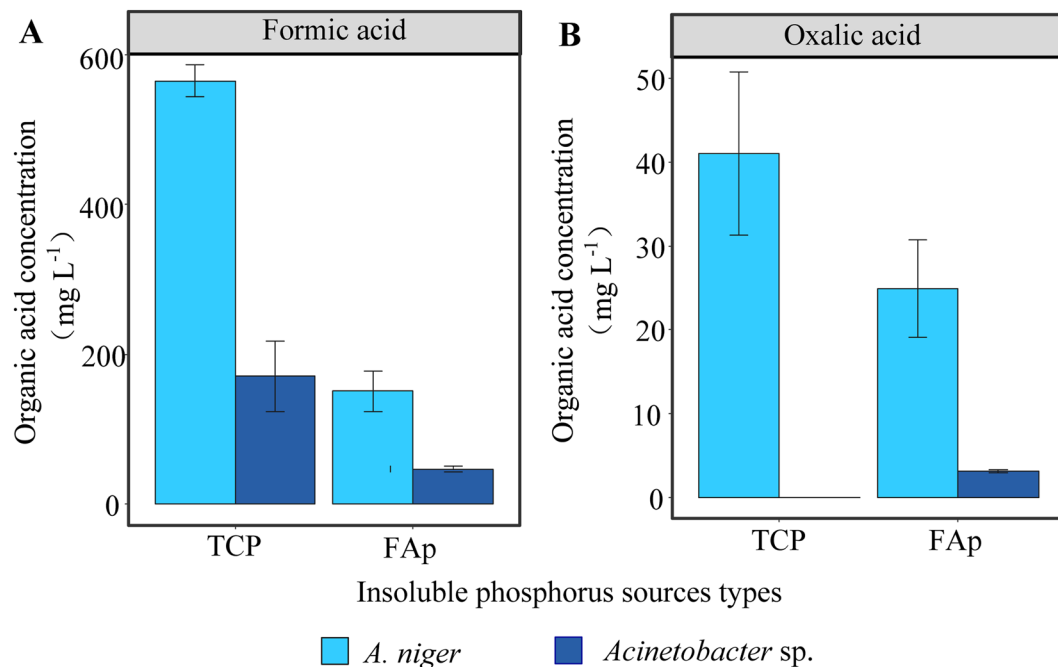 A
Formic acid
Organic acid concentration
(mg L⁻¹)
600
400
200
0
TCP
FAp
B
Oxalic acid
Organic acid concentration
(mg L⁻¹)
50
40
30
20
10
0
TCP
FAp
Insoluble phosphorus sources types
A. niger
Acinetobacter sp.